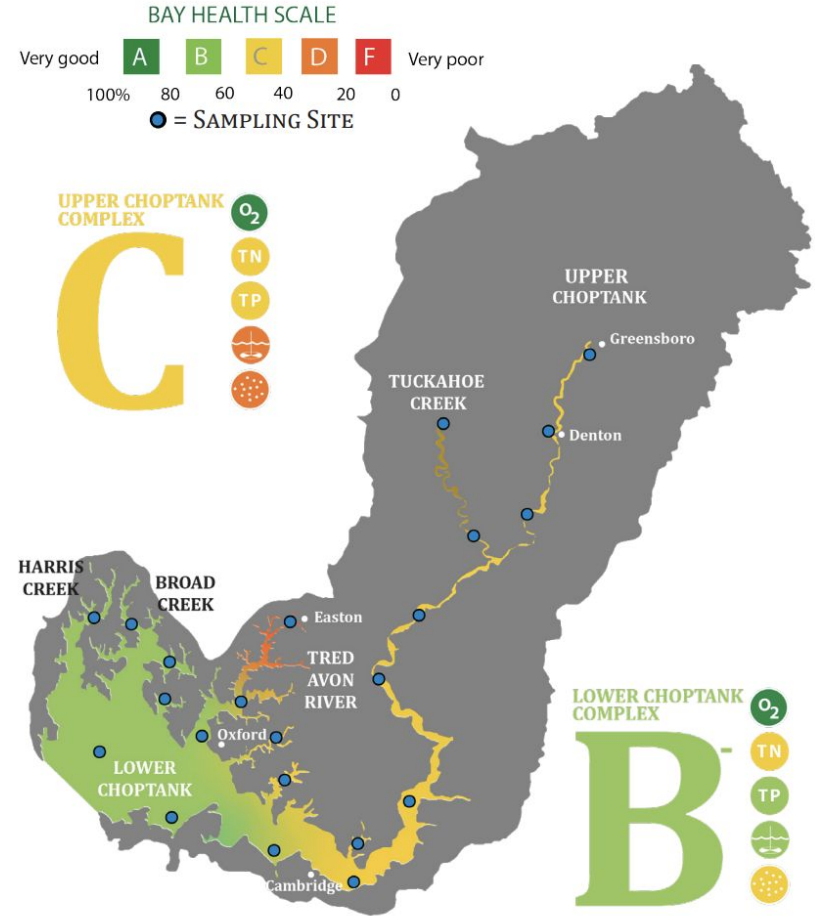 BAY HEALTH SCALE
Very good A B C D F Very poor
100% 80 60 40 20 0
= SAMPLING SITE
UPPER CHOPTANK
COMPLEX
C
O2
TN
TP
UPPER
CHOPTANK
Greensboro
TUCKAHOE
CREEK
Denton
HARRIS
CREEK
BROAD
CREEK
Easton
TRED
AVON
RIVER
Oxford
LOWER
CHOPTANK
Cambridge
LOWER CHOPTANK
COMPLEX
B-
O2
TN
TP